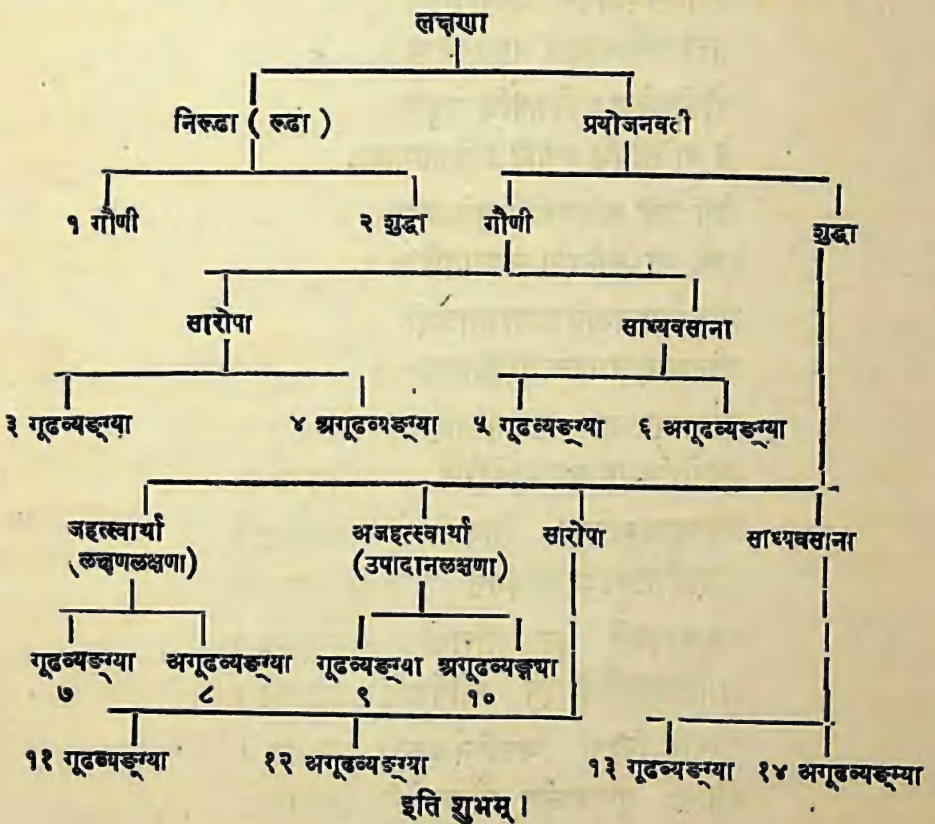 लक्षणा
निरूढा ( रूढा ) प्रयोजनवती
१ गौणी २ शुद्धा गौणी शुद्धा
सारोपा साध्यवसाना
३ गूढव्यङ्ग्या ४ अगूढव्यङ्ग्या ५ गूढव्यङ्ग्या ६ अगूढव्यङ्ग्या
जहत्स्वार्था अजहत्स्वार्था सारोपा साध्यवसाना
(लक्षणलक्षणा) (उपादानलक्षणा)
गूढव्यङ्ग्या अगूढव्यङ्ग्या गूढव्यङ्ग्या अगूढव्यङ्ग्या
७ ८ ९ १०
११ गूढव्यङ्ग्या १२ अगूढव्यङ्ग्या १३ गूढव्यङ्ग्या १४ अगूढव्यङ्ग्या
इति शुभम् ।